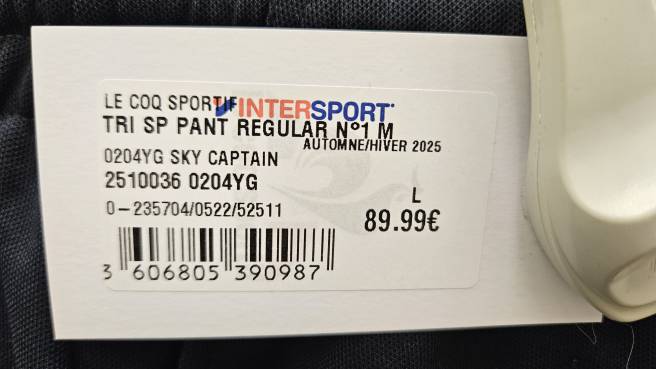 LE COQ SPORTIF INTERSPORT
TRI SP PANT REGULAR N°1 M
AUTOMNE/HIVER 2025
0204YG SKY CAPTAIN
2510036 0204YG
L
0-235704/0522/52511
89.99€
3 606805 390987